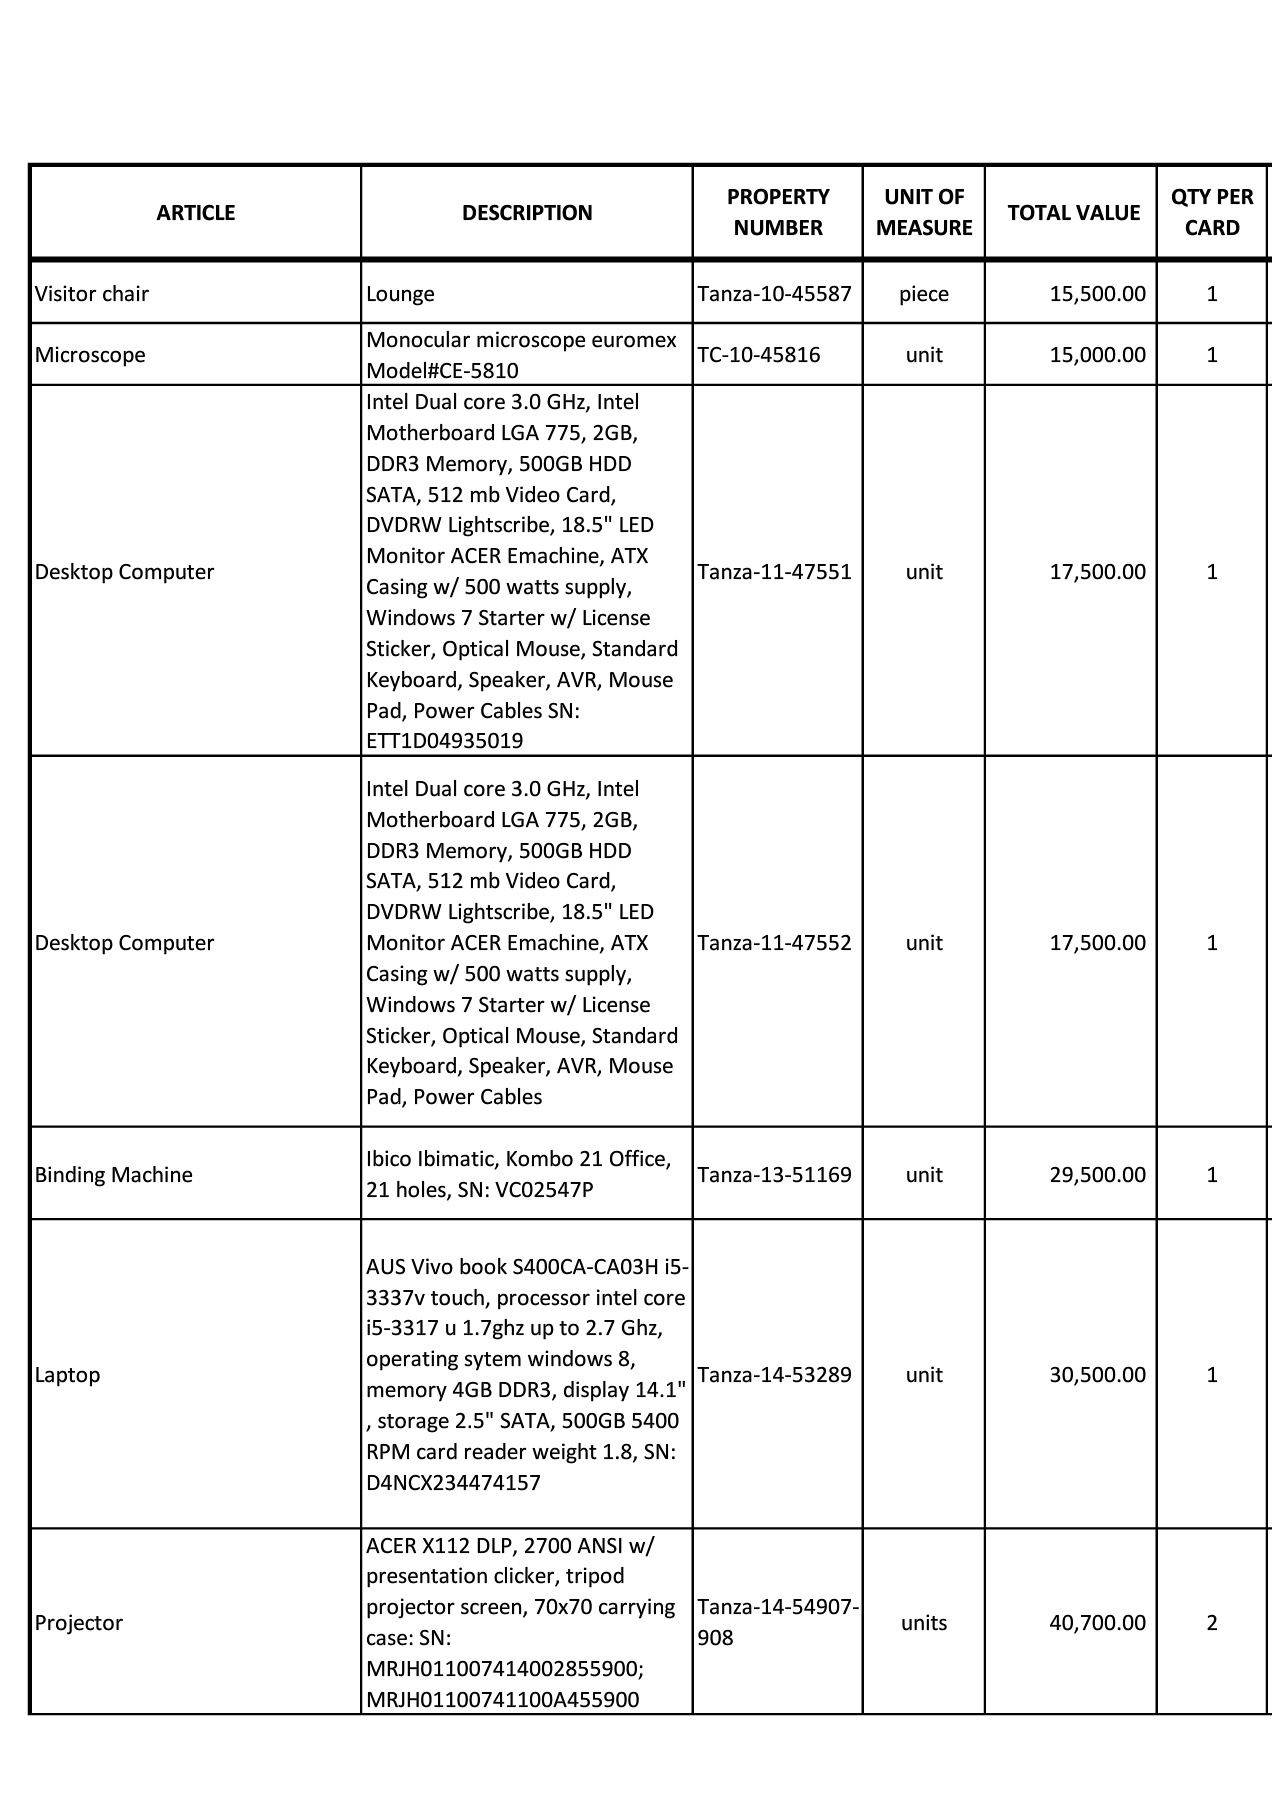 ARTICLE
DESCRIPTION
PROPERTY
NUMBER
UNIT OF
MEASURE
TOTAL VALUE
QTY PER
CARD
Visitor chair
Lounge
Tanza-10-45587
piece
15,500.00
1
Microscope
Monocular microscope euromex
Model#CE-5810
TC-10-45816
unit
15,000.00
1
Desktop Computer
Intel Dual core 3.0 GHz, Intel
Motherboard LGA 775, 2GB,
DDR3 Memory, 500GB HDD
SATA, 512 mb Video Card,
DVDRW Lightscribe, 18.5" LED
Monitor ACER Emachine, ATX
Casing w/ 500 watts supply,
Windows 7 Starter w/ License
Sticker, Optical Mouse, Standard
Keyboard, Speaker, AVR, Mouse
Pad, Power Cables SN:
ETT1D04935019
Tanza-11-47551
unit
17,500.00
1
Desktop Computer
Intel Dual core 3.0 GHz, Intel
Motherboard LGA 775, 2GB,
DDR3 Memory, 500GB HDD
SATA, 512 mb Video Card,
DVDRW Lightscribe, 18.5" LED
Monitor ACER Emachine, ATX
Casing w/ 500 watts supply,
Windows 7 Starter w/ License
Sticker, Optical Mouse, Standard
Keyboard, Speaker, AVR, Mouse
Pad, Power Cables
Tanza-11-47552
unit
17,500.00
1
Binding Machine
Ibico Ibimatic, Kombo 21 Office,
21 holes, SN: VC02547P
Tanza-13-51169
unit
29,500.00
1
Laptop
AUS Vivo book S400CA-CA03H i5-
3337v touch, processor intel core
i5-3317 u 1.7ghz up to 2.7 Ghz,
operating sytem windows 8,
memory 4GB DDR3, display 14.1"
, storage 2.5" SATA, 500GB 5400
RPM card reader weight 1.8, SN:
D4NCX234474157
Tanza-14-53289
unit
30,500.00
1
Projector
ACER X112 DLP, 2700 ANSI w/
presentation clicker, tripod
projector screen, 70x70 carrying
case: SN:
MRJH011007414002855900;
MRJH01100741100A455900
Tanza-14-54907-
908
units
40,700.00
2